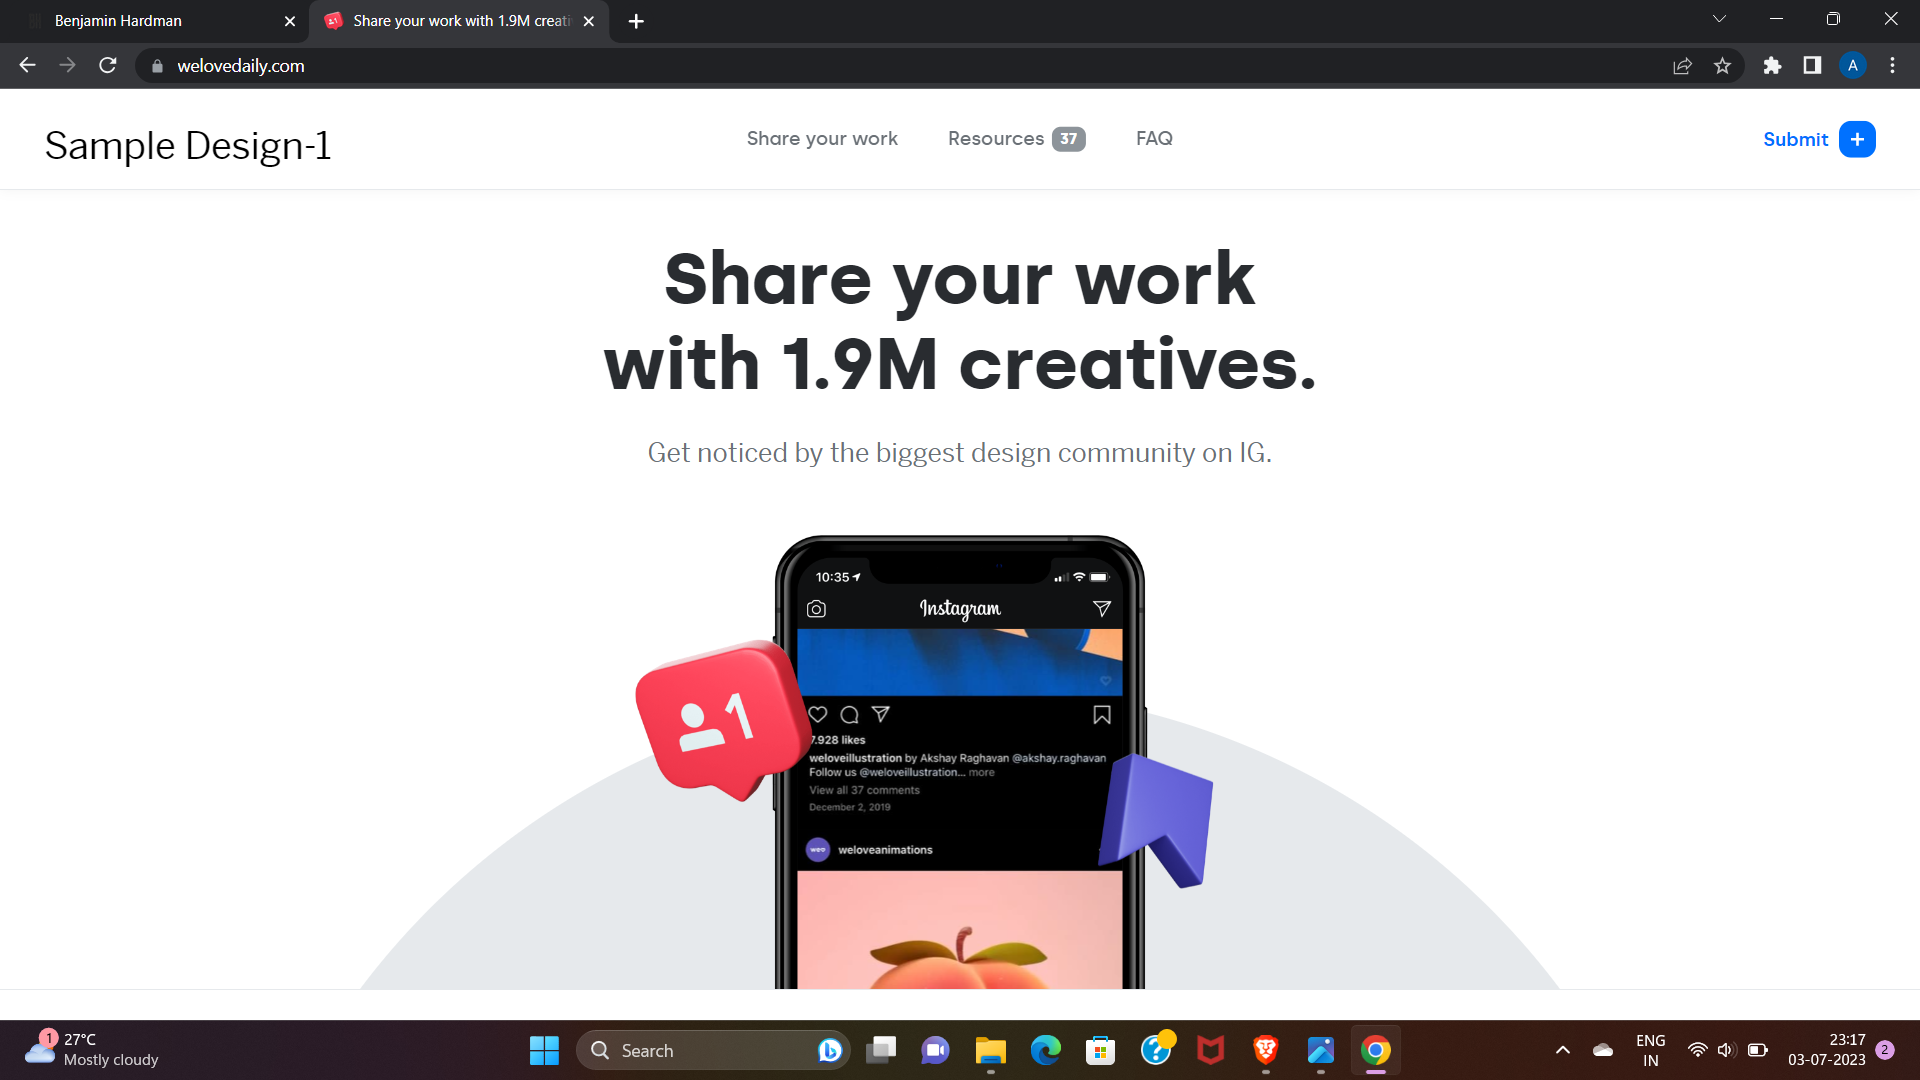 Benjamin Hardman
Share your work with 1.9M creati
welovedaily.com
A
Sample Design-1
Share your work
Resources 37
FAQ
Submit +
Share your work
with 1.9M creatives.
Get noticed by the biggest design community on IG.
10:35
Instagram
1
7.928 likes
weloveillustration by Akshay Raghavan @akshay.raghavan
Follow us @weloveillustration... more
View all 37 comments
December 2, 2019
weloveanimations
1
27°C
Mostly cloudy
Search
ENG
IN
23:17
03-07-2023
2